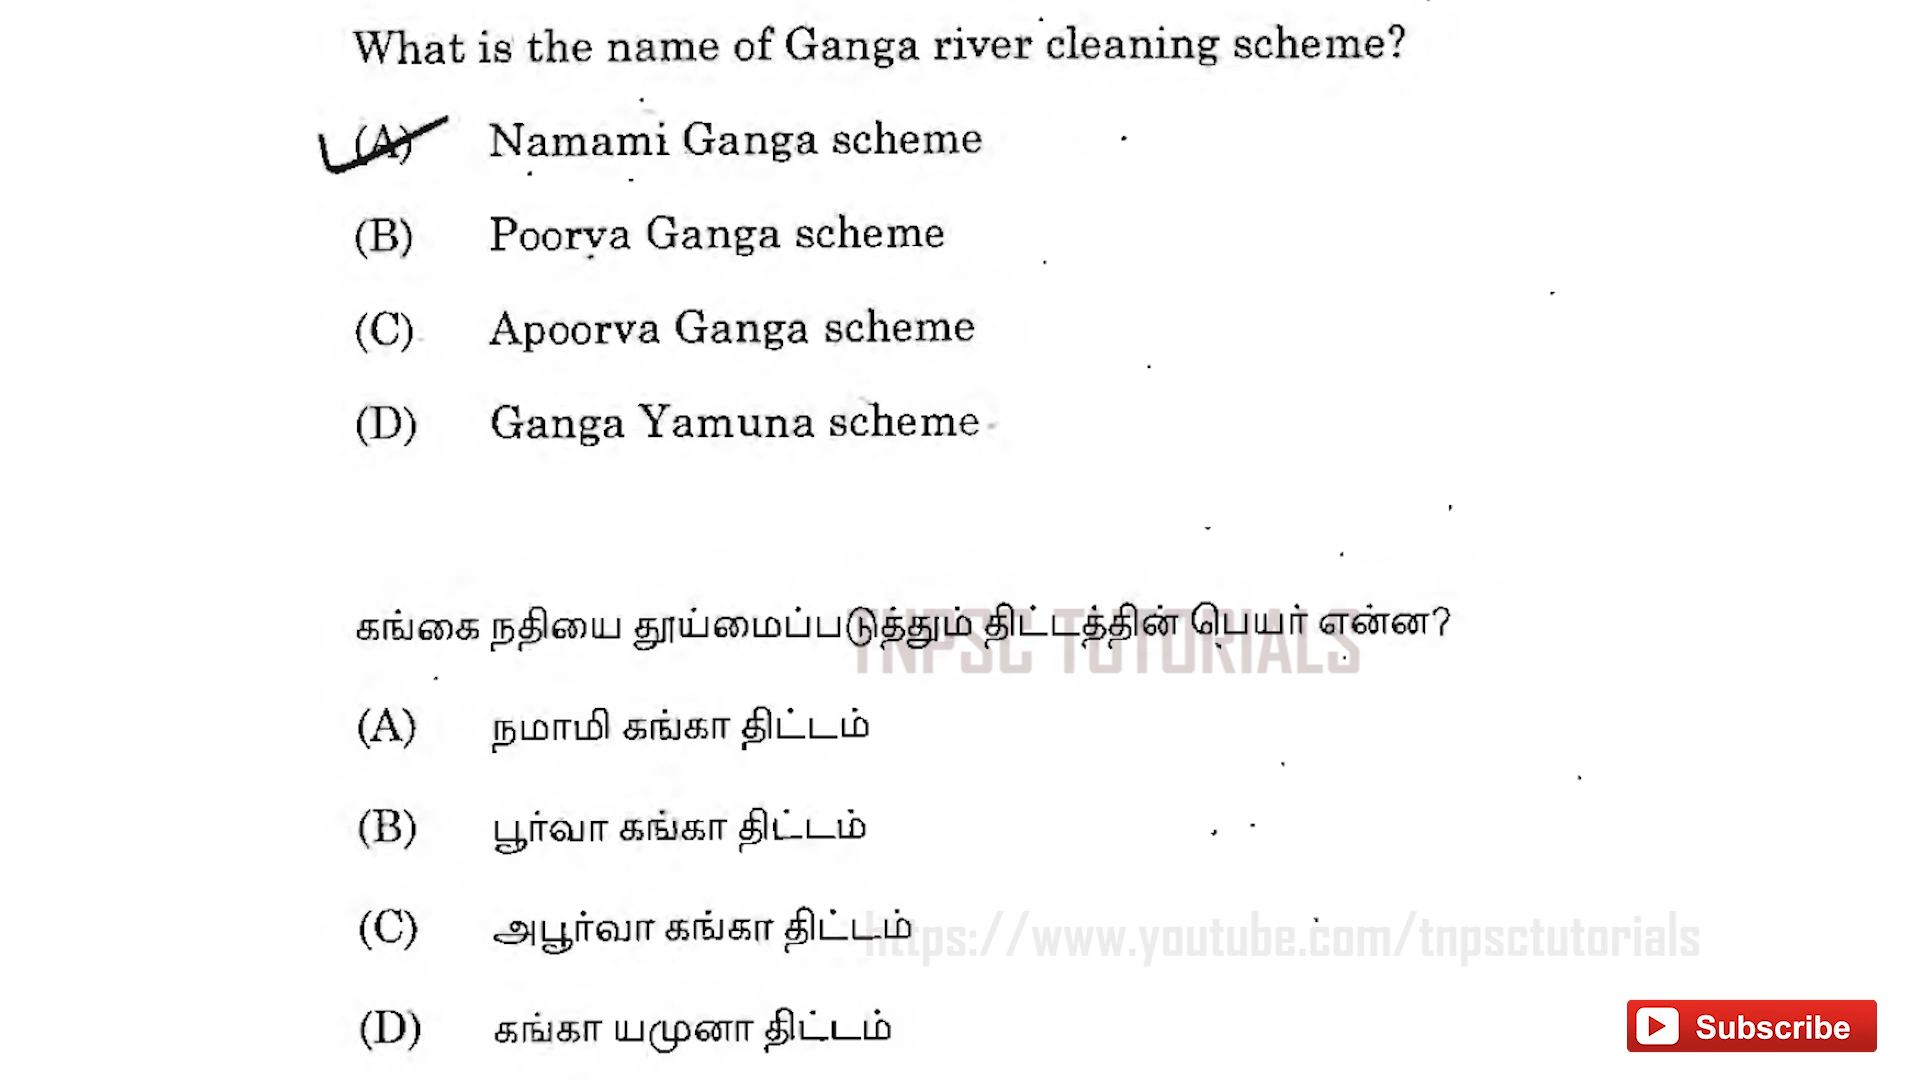 What is the name of Ganga river cleaning scheme?
(A) Namami Ganga scheme
(B) Poorva Ganga scheme
(C) Apoorva Ganga scheme
(D) Ganga Yamuna scheme
கங்கை நதியை தூய்மைப்படுத்தும் திட்டத்தின் பெயர் என்ன?
TNPSC TUTORIALS
(A) நமாமி கங்கா திட்டம்
(B) பூர்வா கங்கா திட்டம்
(C) அபூர்வா கங்கா திட்டம்
https://www.youtube.com/tnpsctutorials
(D) கங்கா யமுனா திட்டம்
Subscribe